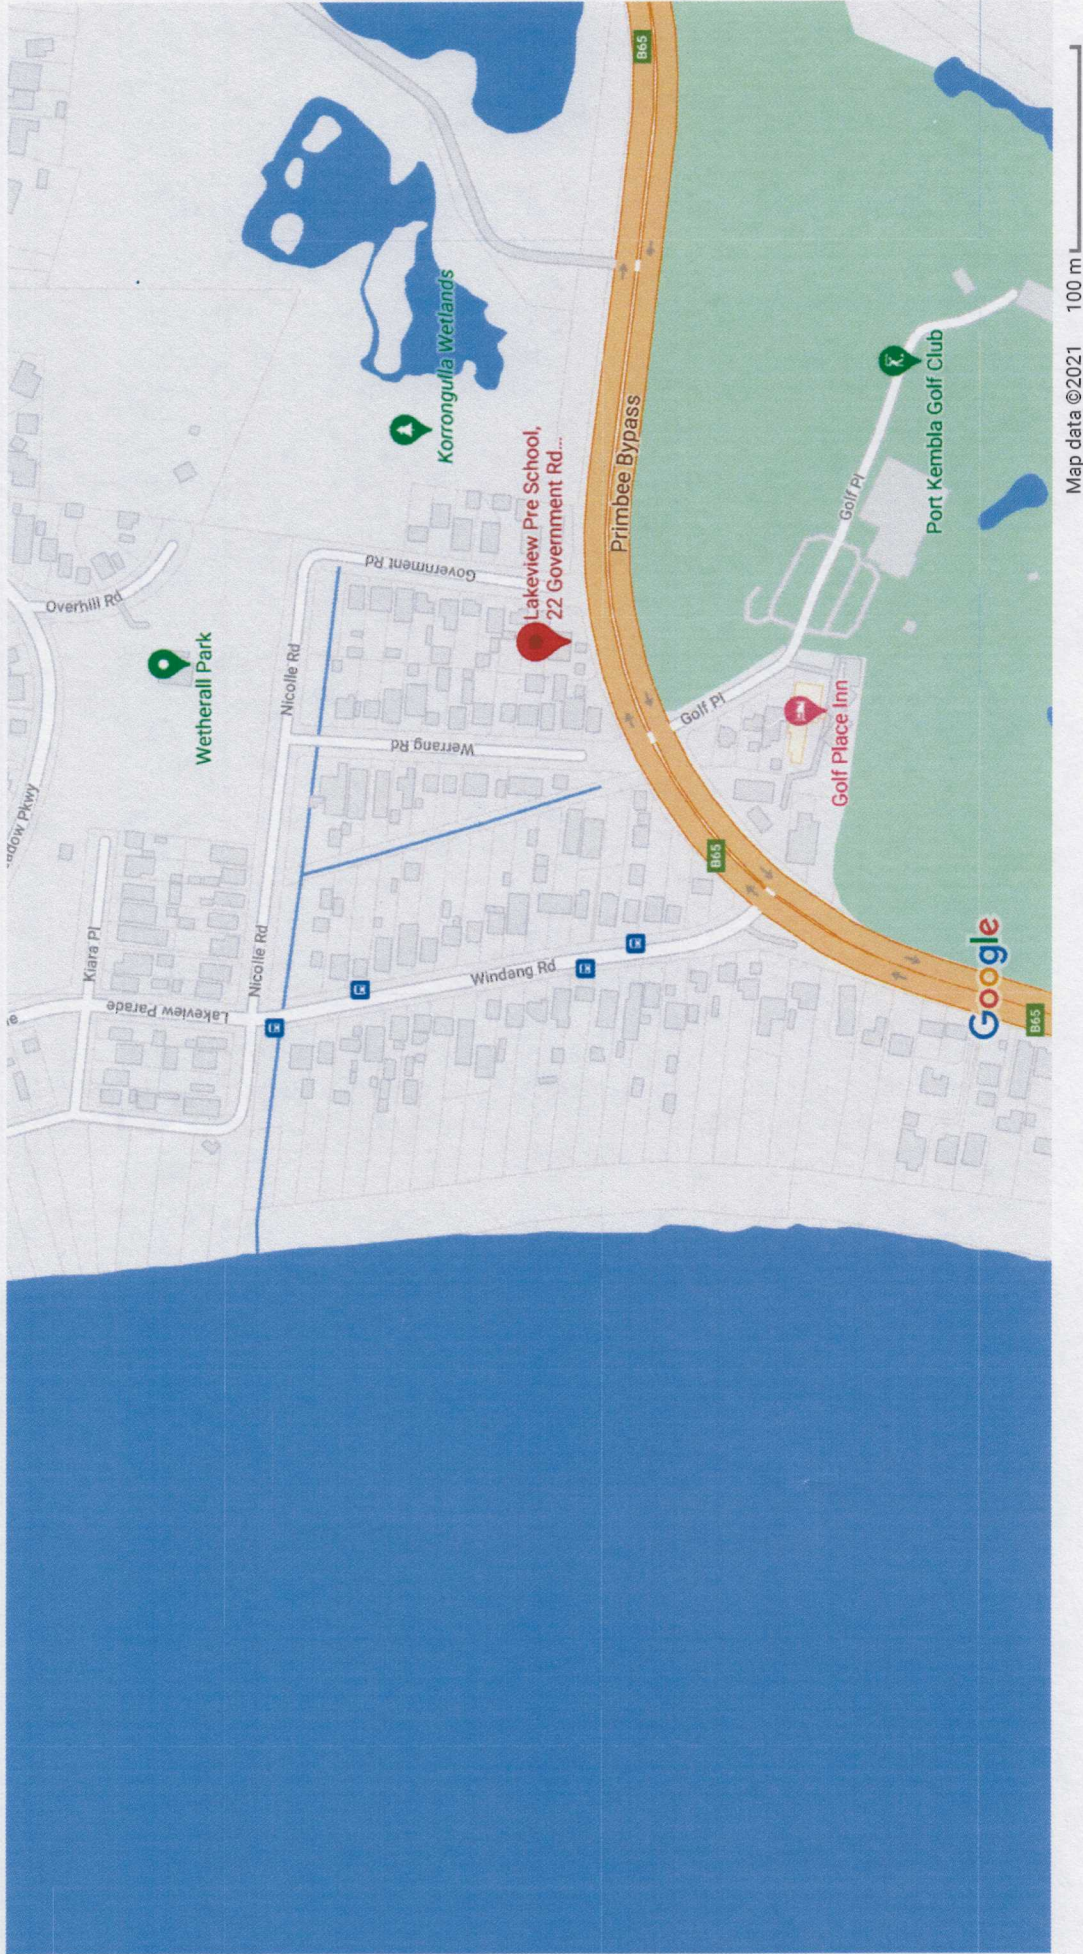 B65
Korrongulla Wetlands
Overhill Rd
Wetherall Park
Government Rd
Nicolle Rd
Lakeview Pre School,
22 Government Rd...
Primbee Bypass
Port Kembla Golf Club
Golf Pl
Werrang Rd
Golf Pl
Golf Place Inn
Kiara Pl
Nicolle Rd
Lakeview Parade
Windang Rd
B65
B65
Google
Map data ©2021
100 m